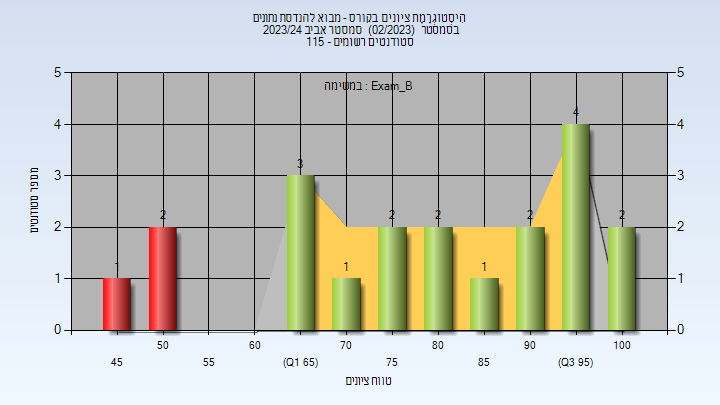 היסטוגרמת ציונים בקורס - מבוא להנדסת נתונים
בסמסטר (02/2023) סמסטר אביב 2023/24
סטודנטים רשומים - 115
במשימה : Exam_B
מספר סטודנטים
5 5
4 4
3 3
2 2
1 1
0 0
1 2 3 1 2 2 1 2 4 2
50 60 70 80 90 100
45 55 (Q1 65) 75 85 (Q3 95)
טווח ציונים